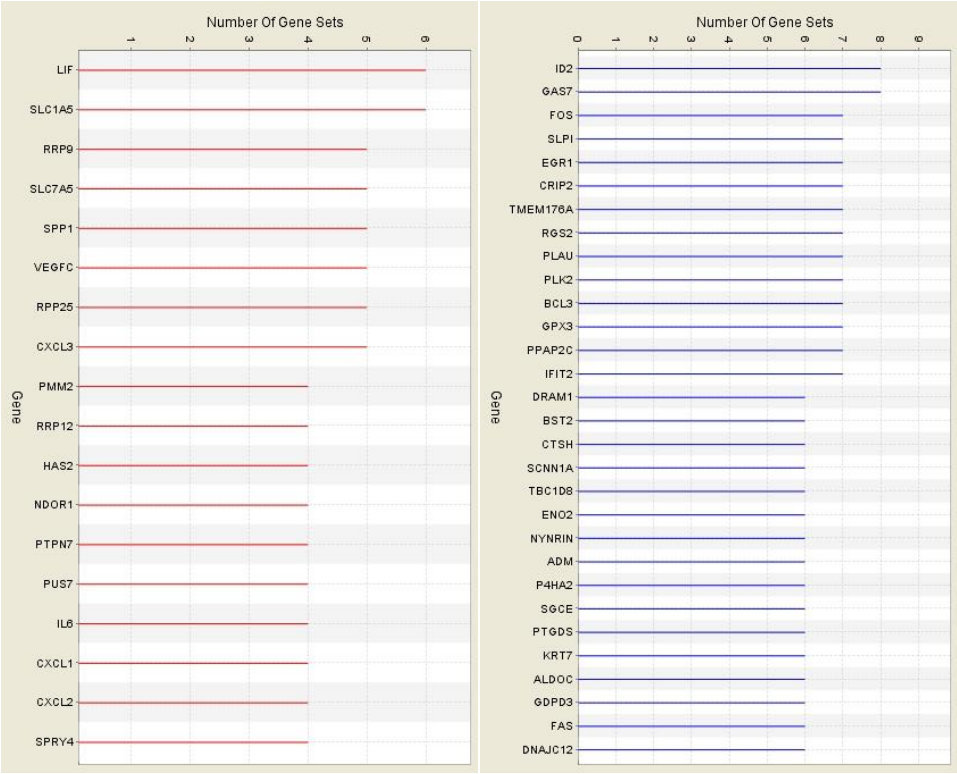 Number Of Gene Sets
1 2 3 4 5 6
LIF
SLC1A5
RRP9
SLC7A5
SPP1
VEGFC
RPP25
CXCL3
PMM2
RRP12
HAS2
NDOR1
PTPN7
PUS7
IL6
CXCL1
CXCL2
SPRY4
Gene
Number Of Gene Sets
0 1 2 3 4 5 6 7 8 9
ID2
GAS7
FOS
SLPI
EGR1
CRIP2
TMEM176A
RGS2
PLAU
PLK2
BCL3
GPX3
PPAP2C
IFIT2
DRAM1
BST2
CTSH
SCNN1A
TBC1D8
ENO2
NYNRIN
ADM
P4HA2
SGCE
PTGDS
KRT7
ALDOC
GDPD3
FAS
DNAJC12
Gene